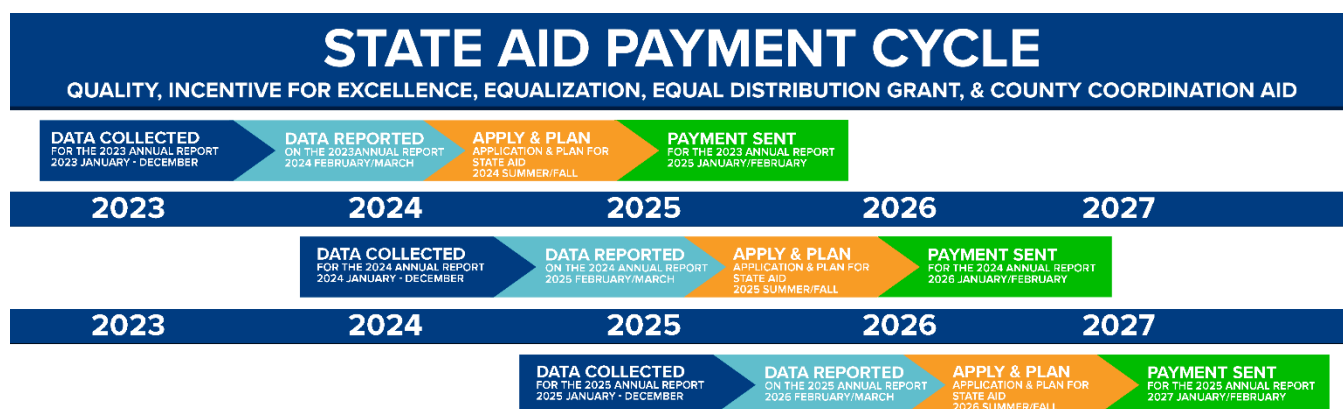 STATE AID PAYMENT CYCLE
QUALITY, INCENTIVE FOR EXCELLENCE, EQUALIZATION, EQUAL DISTRIBUTION GRANT, & COUNTY COORDINATION AID
DATA COLLECTED
FOR THE 2023 ANNUAL REPORT
2023 JANUARY - DECEMBER
DATA REPORTED
ON THE 2023ANNUAL REPORT
2024 FEBRUARY/MARCH
APPLY & PLAN
APPLICATION & PLAN FOR
STATE AID
2024 SUMMER/FALL
PAYMENT SENT
FOR THE 2023 ANNUAL REPORT
2025 JANUARY/FEBRUARY
2023 2024 2025 2026 2027
DATA COLLECTED
FOR THE 2024 ANNUAL REPORT
2024 JANUARY - DECEMBER
DATA REPORTED
ON THE 2024 ANNUAL REPORT
2025 FEBRUARY/MARCH
APPLY & PLAN
APPLICATION & PLAN FOR
STATE AID
2025 SUMMER/FALL
PAYMENT SENT
FOR THE 2024 ANNUAL REPORT
2026 JANUARY/FEBRUARY
2023 2024 2025 2026 2027
DATA COLLECTED
FOR THE 2025 ANNUAL REPORT
2025 JANUARY - DECEMBER
DATA REPORTED
ON THE 2025 ANNUAL REPORT
2026 FEBRUARY/MARCH
APPLY & PLAN
APPLICATION & PLAN FOR
STATE AID
2026 SUMMER/FALL
PAYMENT SENT
FOR THE 2025 ANNUAL REPORT
2027 JANUARY/FEBRUARY